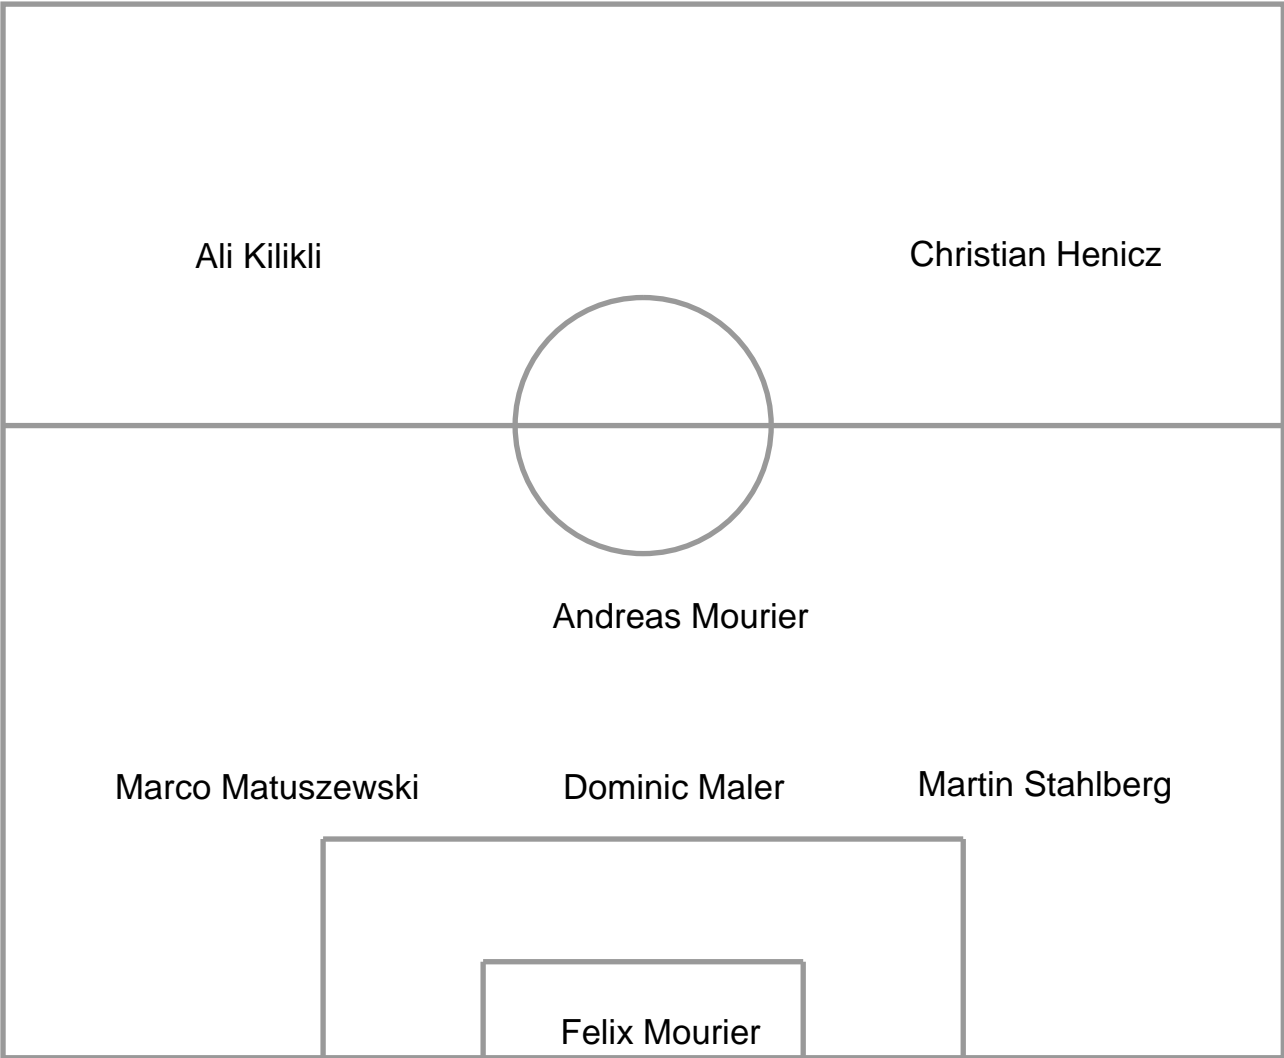 Ali Kilikli
Christian Henicz
Andreas Mourier
Marco Matuszewski
Dominic Maler
Martin Stahlberg
Felix Mourier